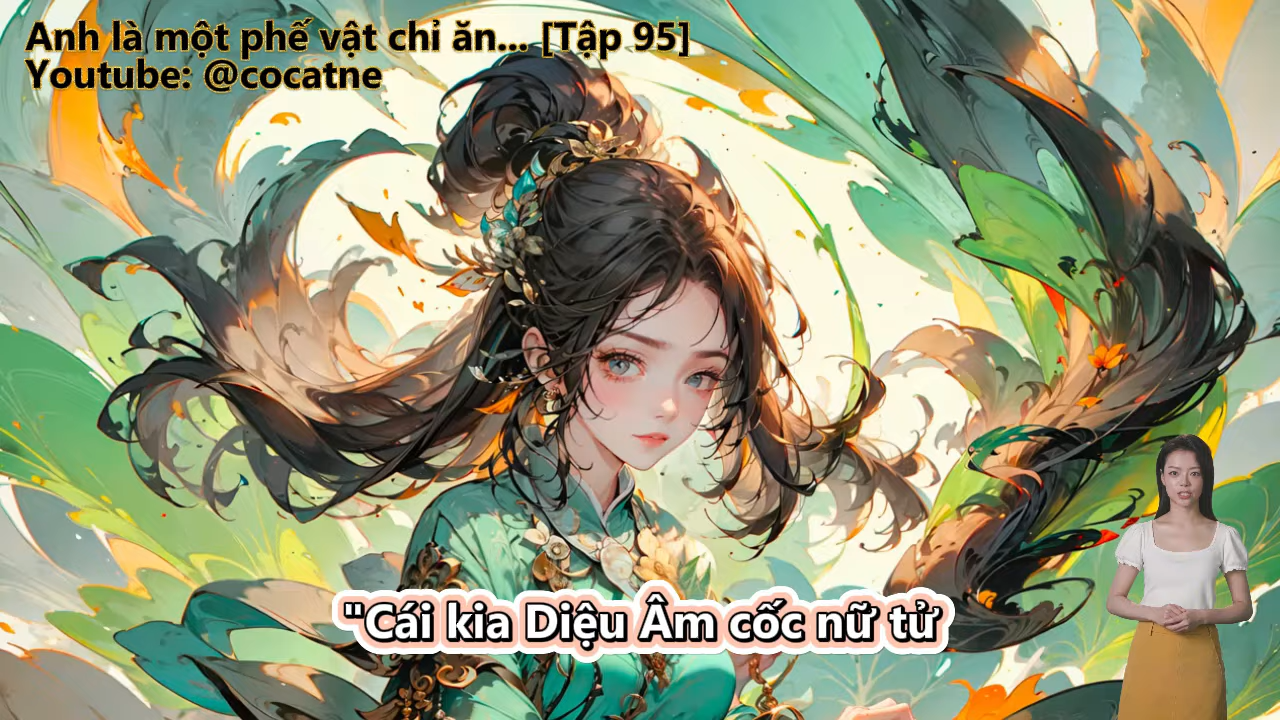 Anh là một phế vật chỉ ăn... [Tập 95]
Youtube: @cocatne
"Cái kia Diệu Âm cốc nữ tử